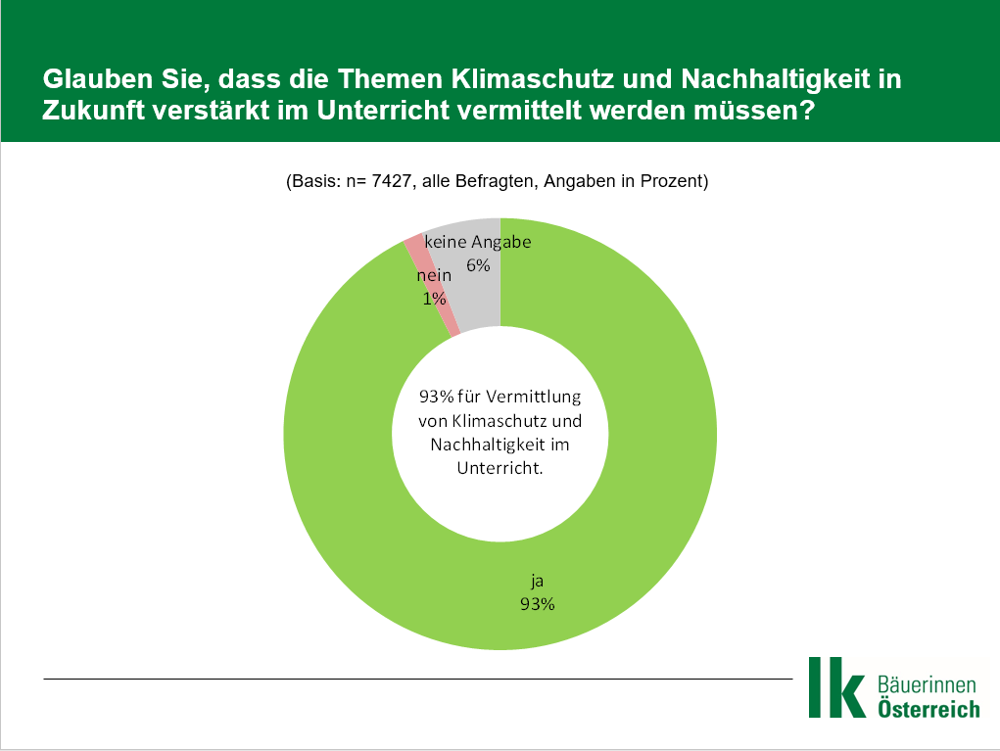 Glauben Sie, dass die Themen Klimaschutz und Nachhaltigkeit in
Zukunft verstärkt im Unterricht vermittelt werden müssen?
(Basis: n= 7427, alle Befragten, Angaben in Prozent)
keine Angabe
6%
nein
1%
93% für Vermittlung
von Klimaschutz und
Nachhaltigkeit im
Unterricht.
ja
93%
lk
Bäuerinnen
Österreich